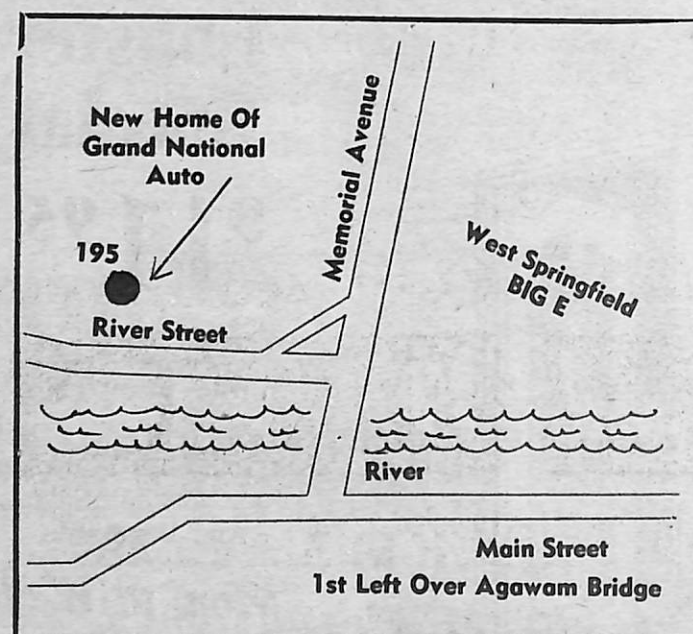 New Home Of
Grand National
Auto
195
River Street
Memorial Avenue
West Springfield
BIG E
River
Main Street
1st Left Over Agawam Bridge